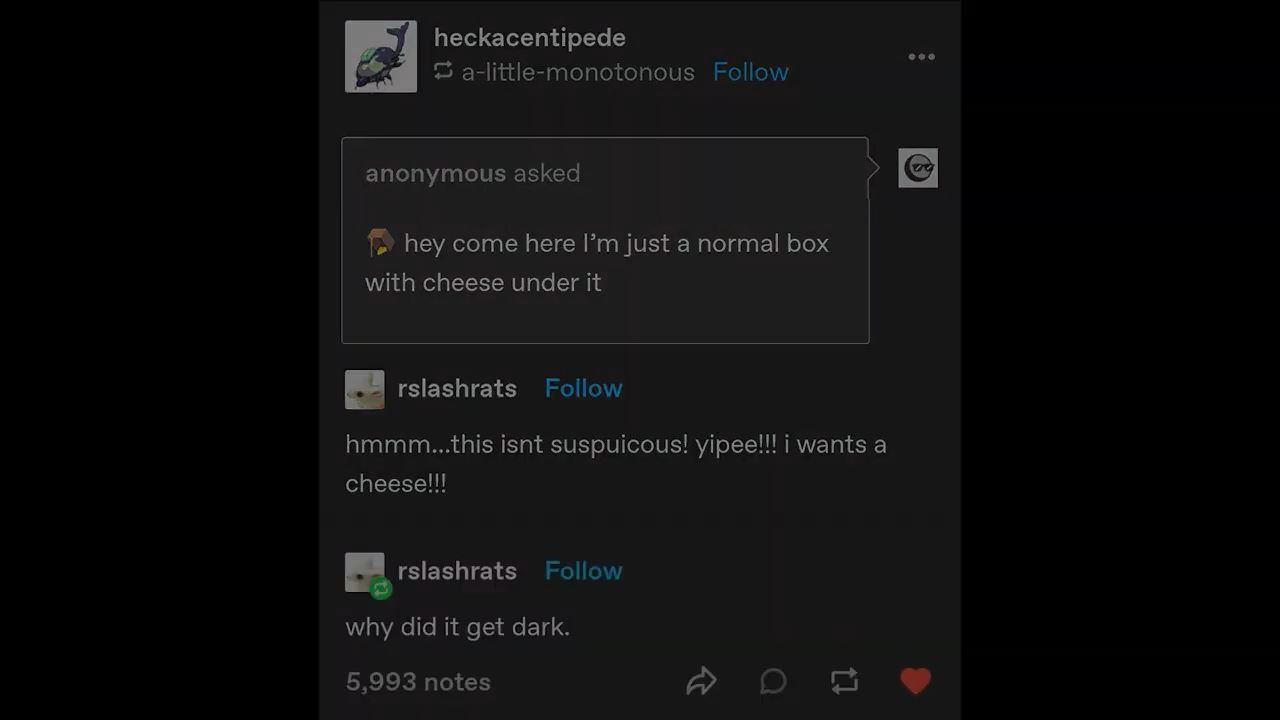 heckacentipede
a-little-monotonous Follow
anonymous asked
hey come here I’m just a normal box
with cheese under it
rslashrats Follow
hmmm...this isnt suspuicous! yipee!!! i wants a
cheese!!!
rslashrats Follow
why did it get dark.
5,993 notes